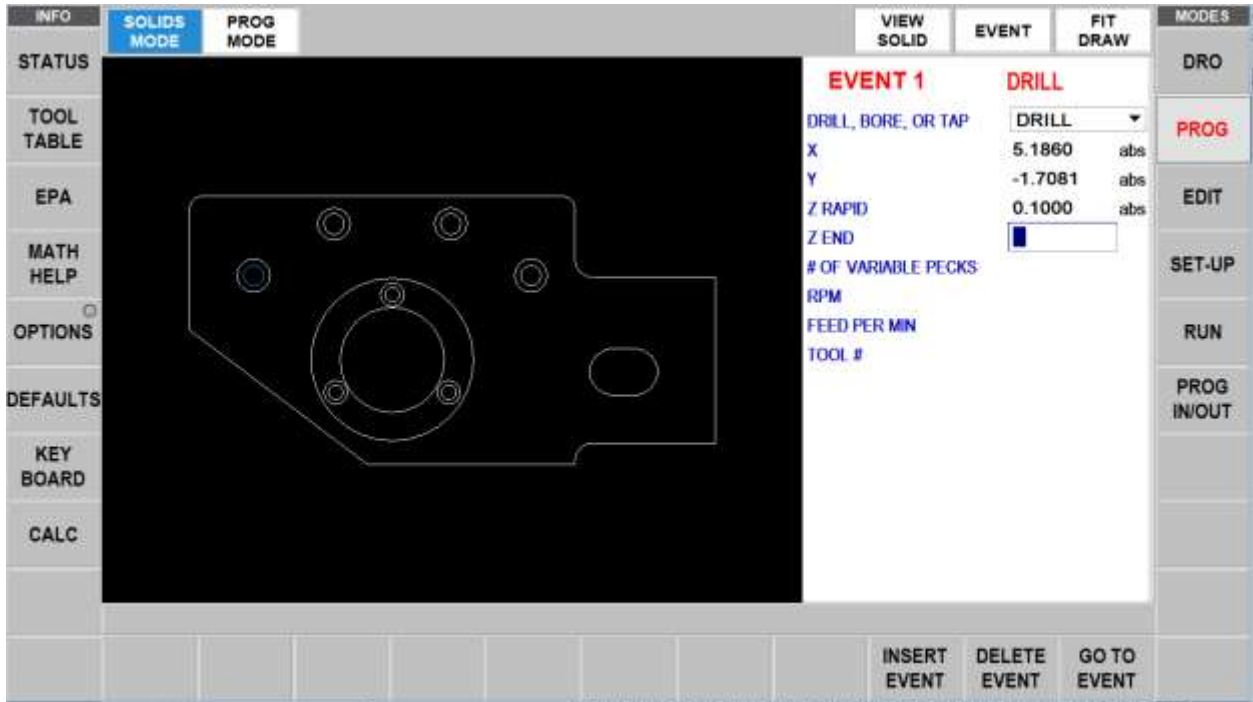 INFO
STATUS
TOOL
TABLE
EPA
MATH
HELP
OPTIONS
DEFAULTS
KEY
BOARD
CALC
SOLIDS
MODE
PROG
MODE
VIEW
SOLID
EVENT
FIT
DRAW
EVENT 1 DRILL
DRILL, BORE, OR TAP DRILL
X 5.1860 abs
Y -1.7081 abs
Z RAPID 0.1000 abs
Z END
# OF VARIABLE PECKS
RPM
FEED PER MIN
TOOL #
MODES
DRO
PROG
EDIT
SET-UP
RUN
PROG
IN/OUT
INSERT
EVENT
DELETE
EVENT
GO TO
EVENT